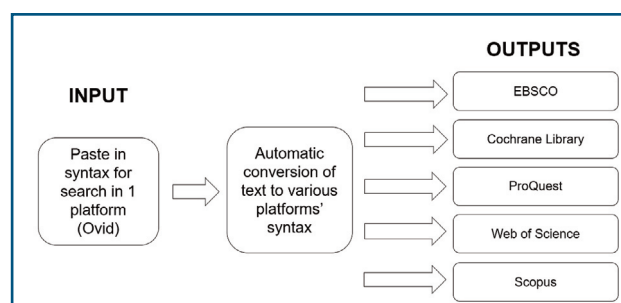 OUTPUTS
INPUT
Paste in
syntax for
search in 1
platform
(Ovid)
Automatic
conversion of
text to various
platforms'
syntax
EBSCO
Cochrane Library
ProQuest
Web of Science
Scopus